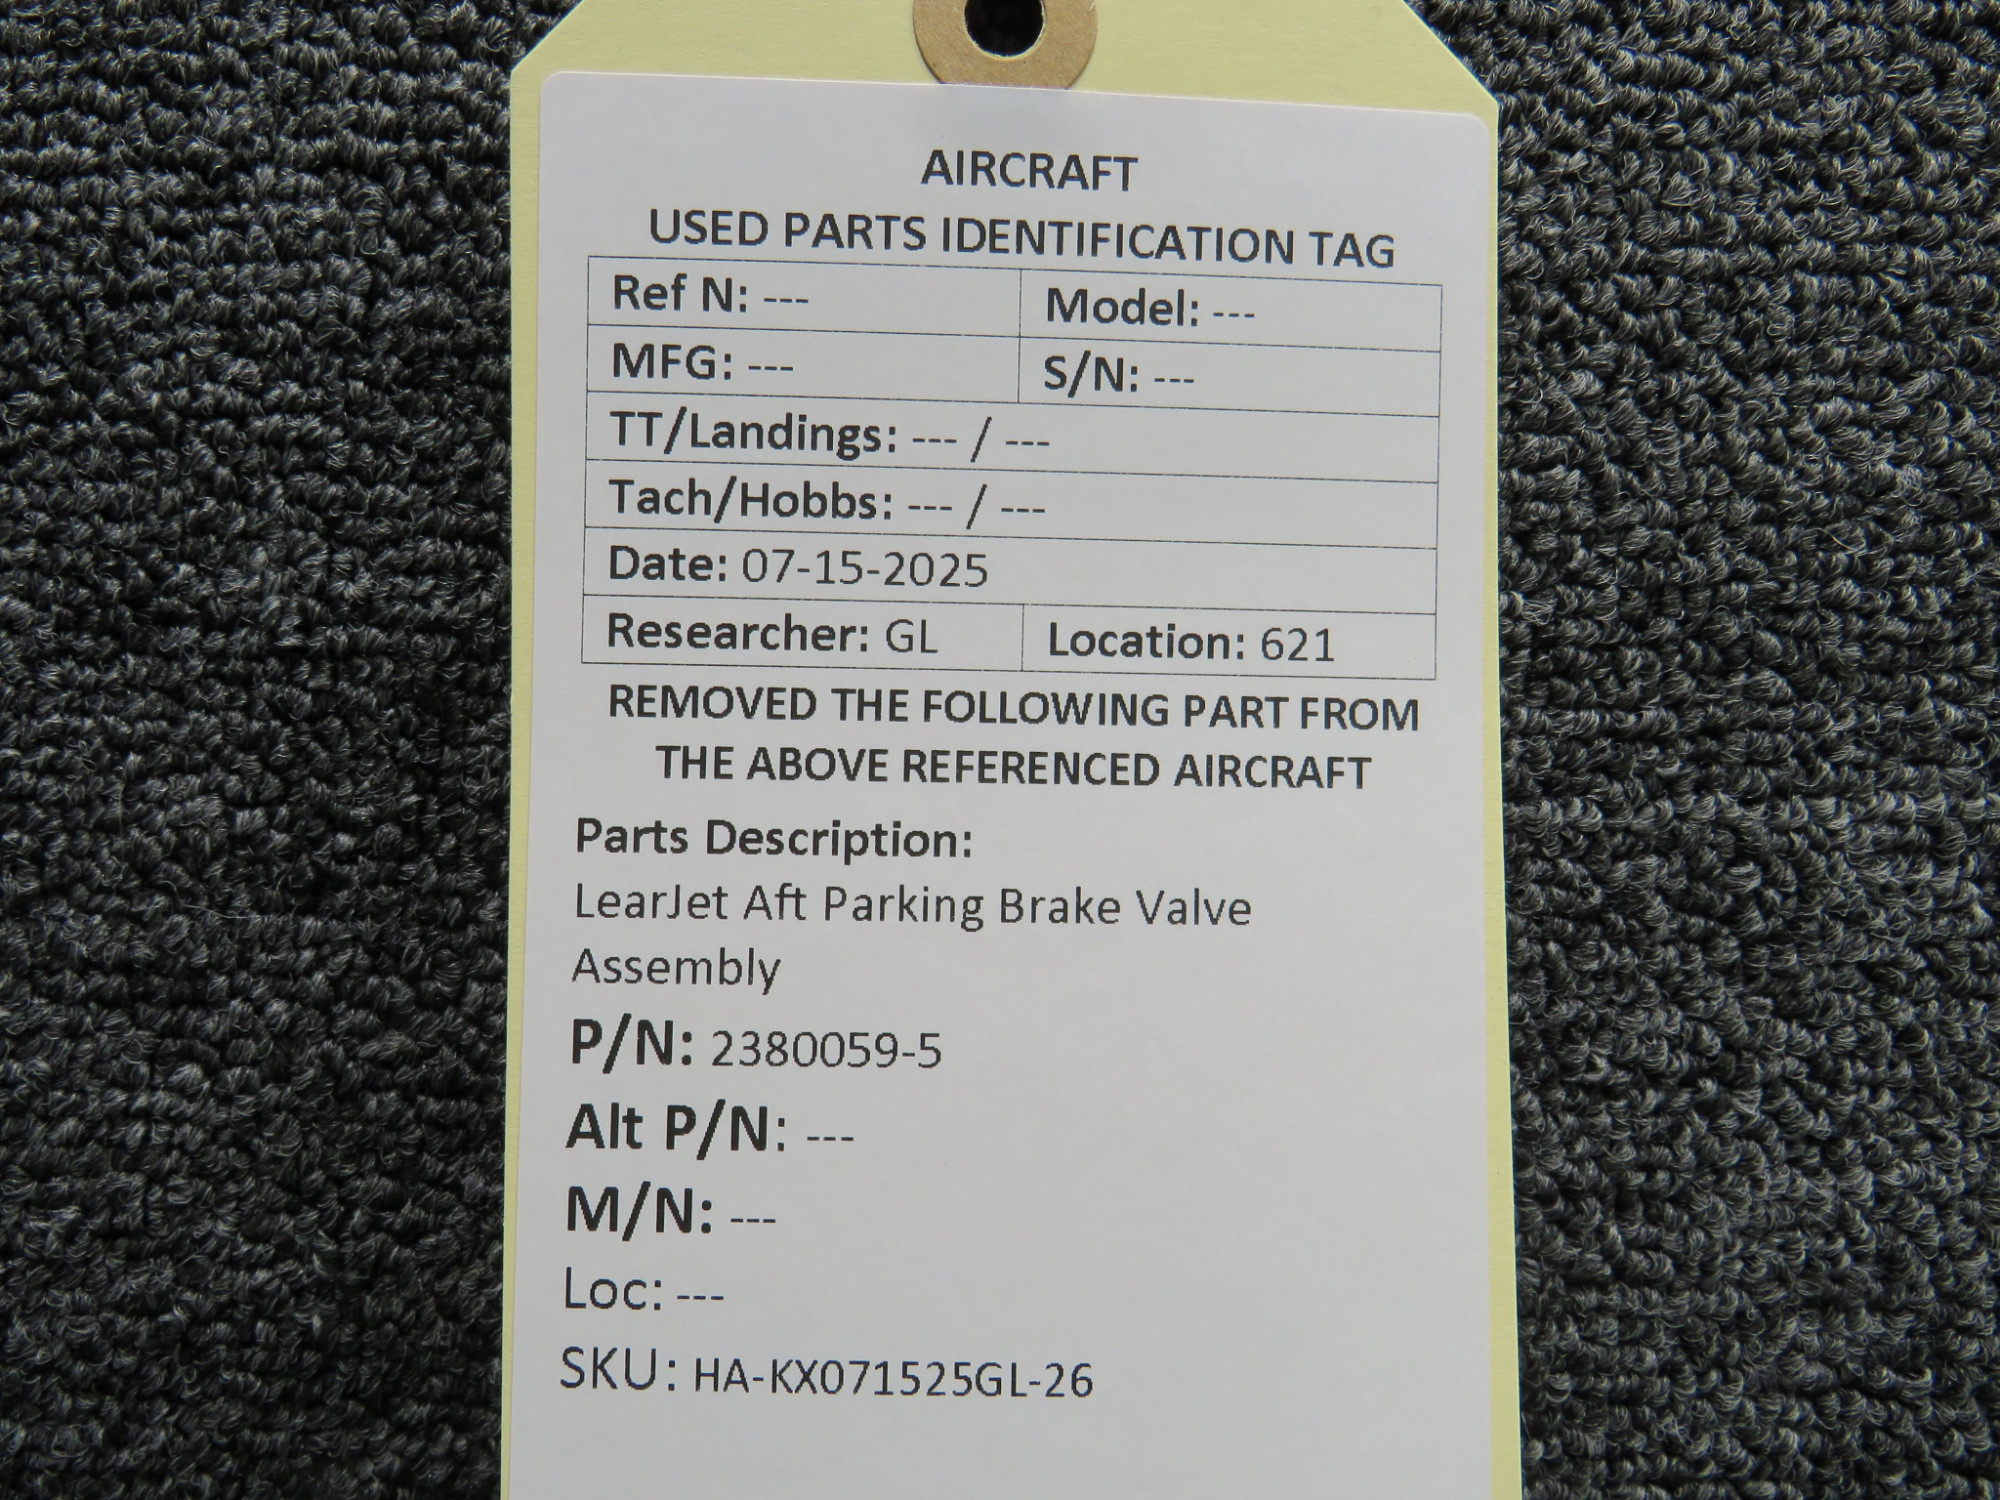 AIRCRAFT
USED PARTS IDENTIFICATION TAG
Ref N: --- Model: ---
MFG: --- S/N: ---
TT/Landings: --- / ---
Tach/Hobbs: --- / ---
Date: 07-15-2025
Researcher: GL Location: 621
REMOVED THE FOLLOWING PART FROM
THE ABOVE REFERENCED AIRCRAFT
Parts Description:
LearJet Aft Parking Brake Valve
Assembly
P/N: 2380059-5
Alt P/N: ---
M/N: ---
Loc: ---
SKU: HA-KX071525GL-26